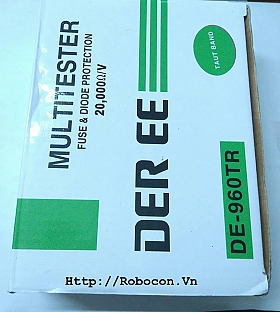 MULTITESTER
FUSE & DIODE PROTECTION
20,000Ω/V
DER EE
TAUT BAND
DE-960TR
Http://Robocon.Vn